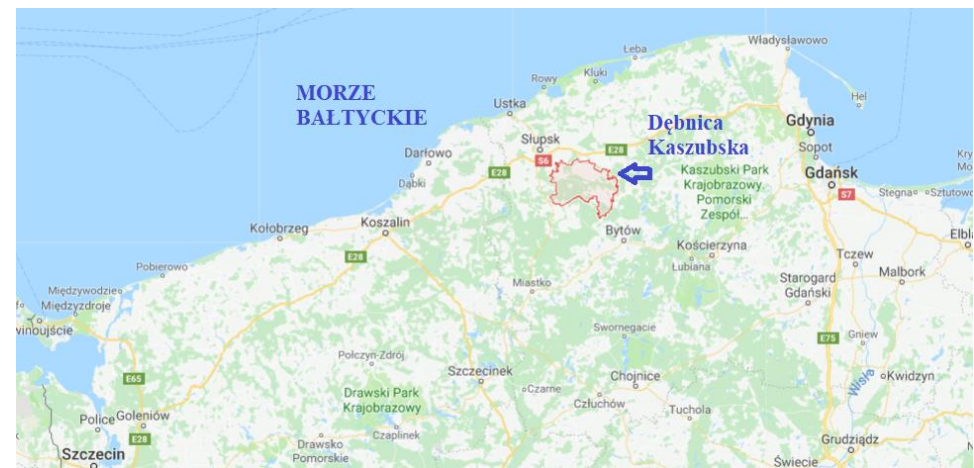 Władysławowo
Łeba
Rowy
Kluki
MORZE
BAŁTYCKIE
Ustka
Hel
Dębnica
Kaszubska
Gdynia
Słupsk
Sopot
Darłowo
S6
E28
Kaszubski Park
Krajobrazowy
Pomorski
Zespół...
Gdańsk
E28
S7
Dąbki
Stegna
Sztutowo
Kołobrzeg
Koszalin
Bytów
Kościerzyna
E28
Tczew
Łubiana
Pobierowo
Miastko
Starogard
Gdański
Malbork
Międzywodzie
Międzyzdroje
winoujście
Swornegacie
E75
Gniew
Połczyn-Zdrój
Szczecinek
Chojnice
Wisła
Kwidzyn
E65
Drawski Park
Krajobrazowy
Czarne
Człuchów
Tuchola
Police
Goleniów
E28
Czaplinek
Drawsko
Pomorskie
Grudziądz
Szczecin
Świecie